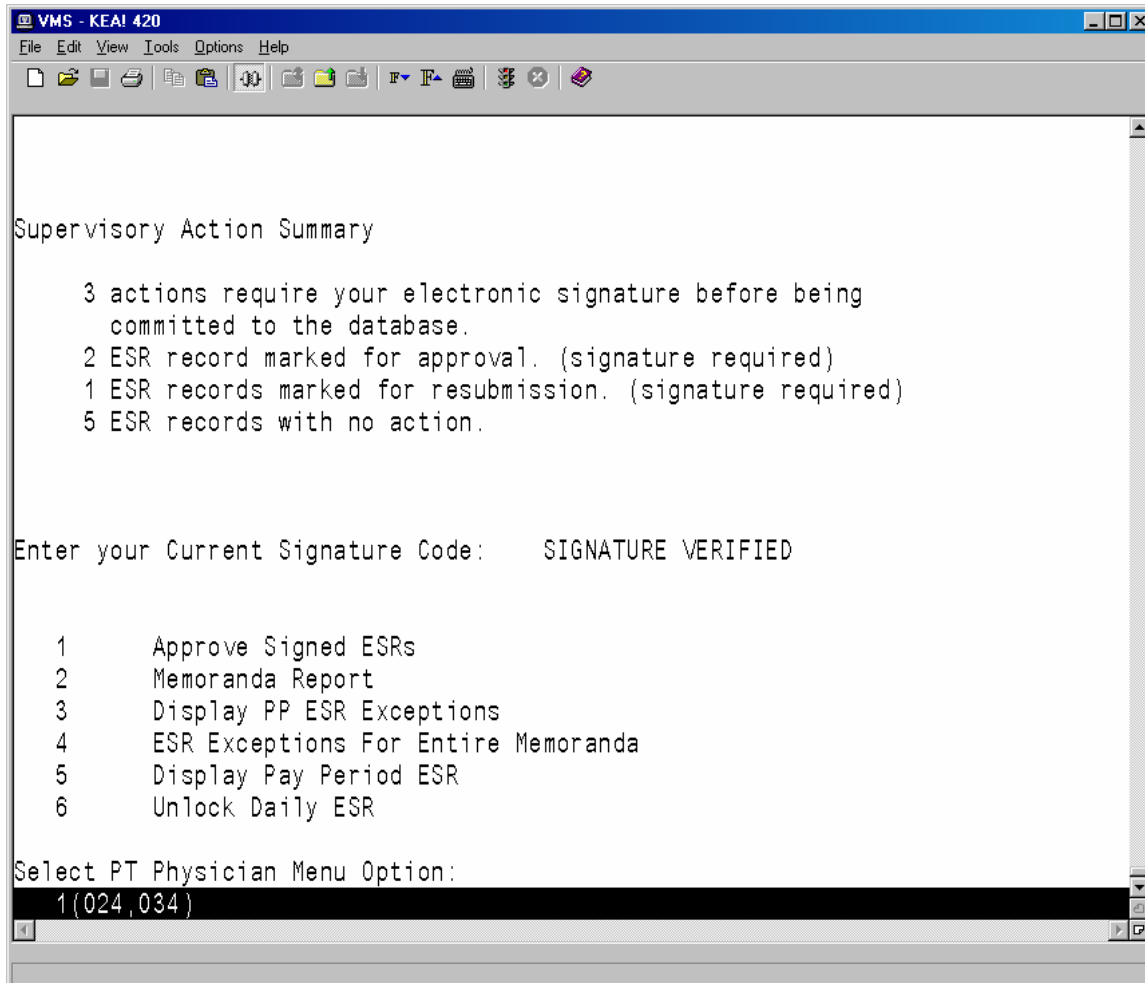 VMS - KEA! 420
File Edit View Tools Options Help
Supervisory Action Summary
3 actions require your electronic signature before being
committed to the database.
2 ESR record marked for approval. (signature required)
1 ESR records marked for resubmission. (signature required)
5 ESR records with no action.
Enter your Current Signature Code: SIGNATURE VERIFIED
1 Approve Signed ESRs
2 Memoranda Report
3 Display PP ESR Exceptions
4 ESR Exceptions For Entire Memoranda
5 Display Pay Period ESR
6 Unlock Daily ESR
Select PT Physician Menu Option:
1(024,034)